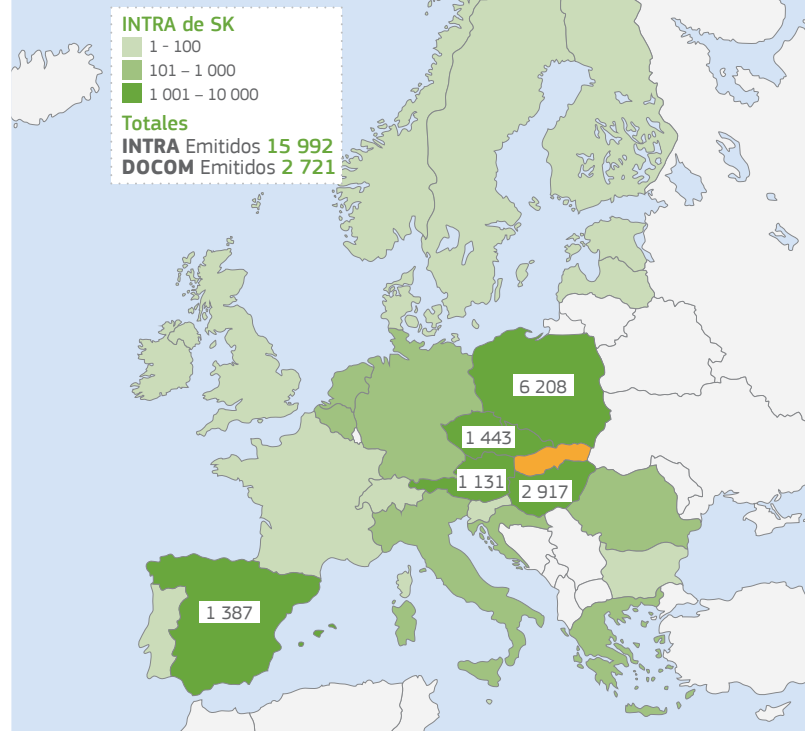 INTRA de SK
1 - 100
101 – 1 000
1 001 – 10 000
Totales
INTRA Emitidos 15 992
DOCOM Emitidos 2 721
6 208
1 443
1 131
2 917
1 387